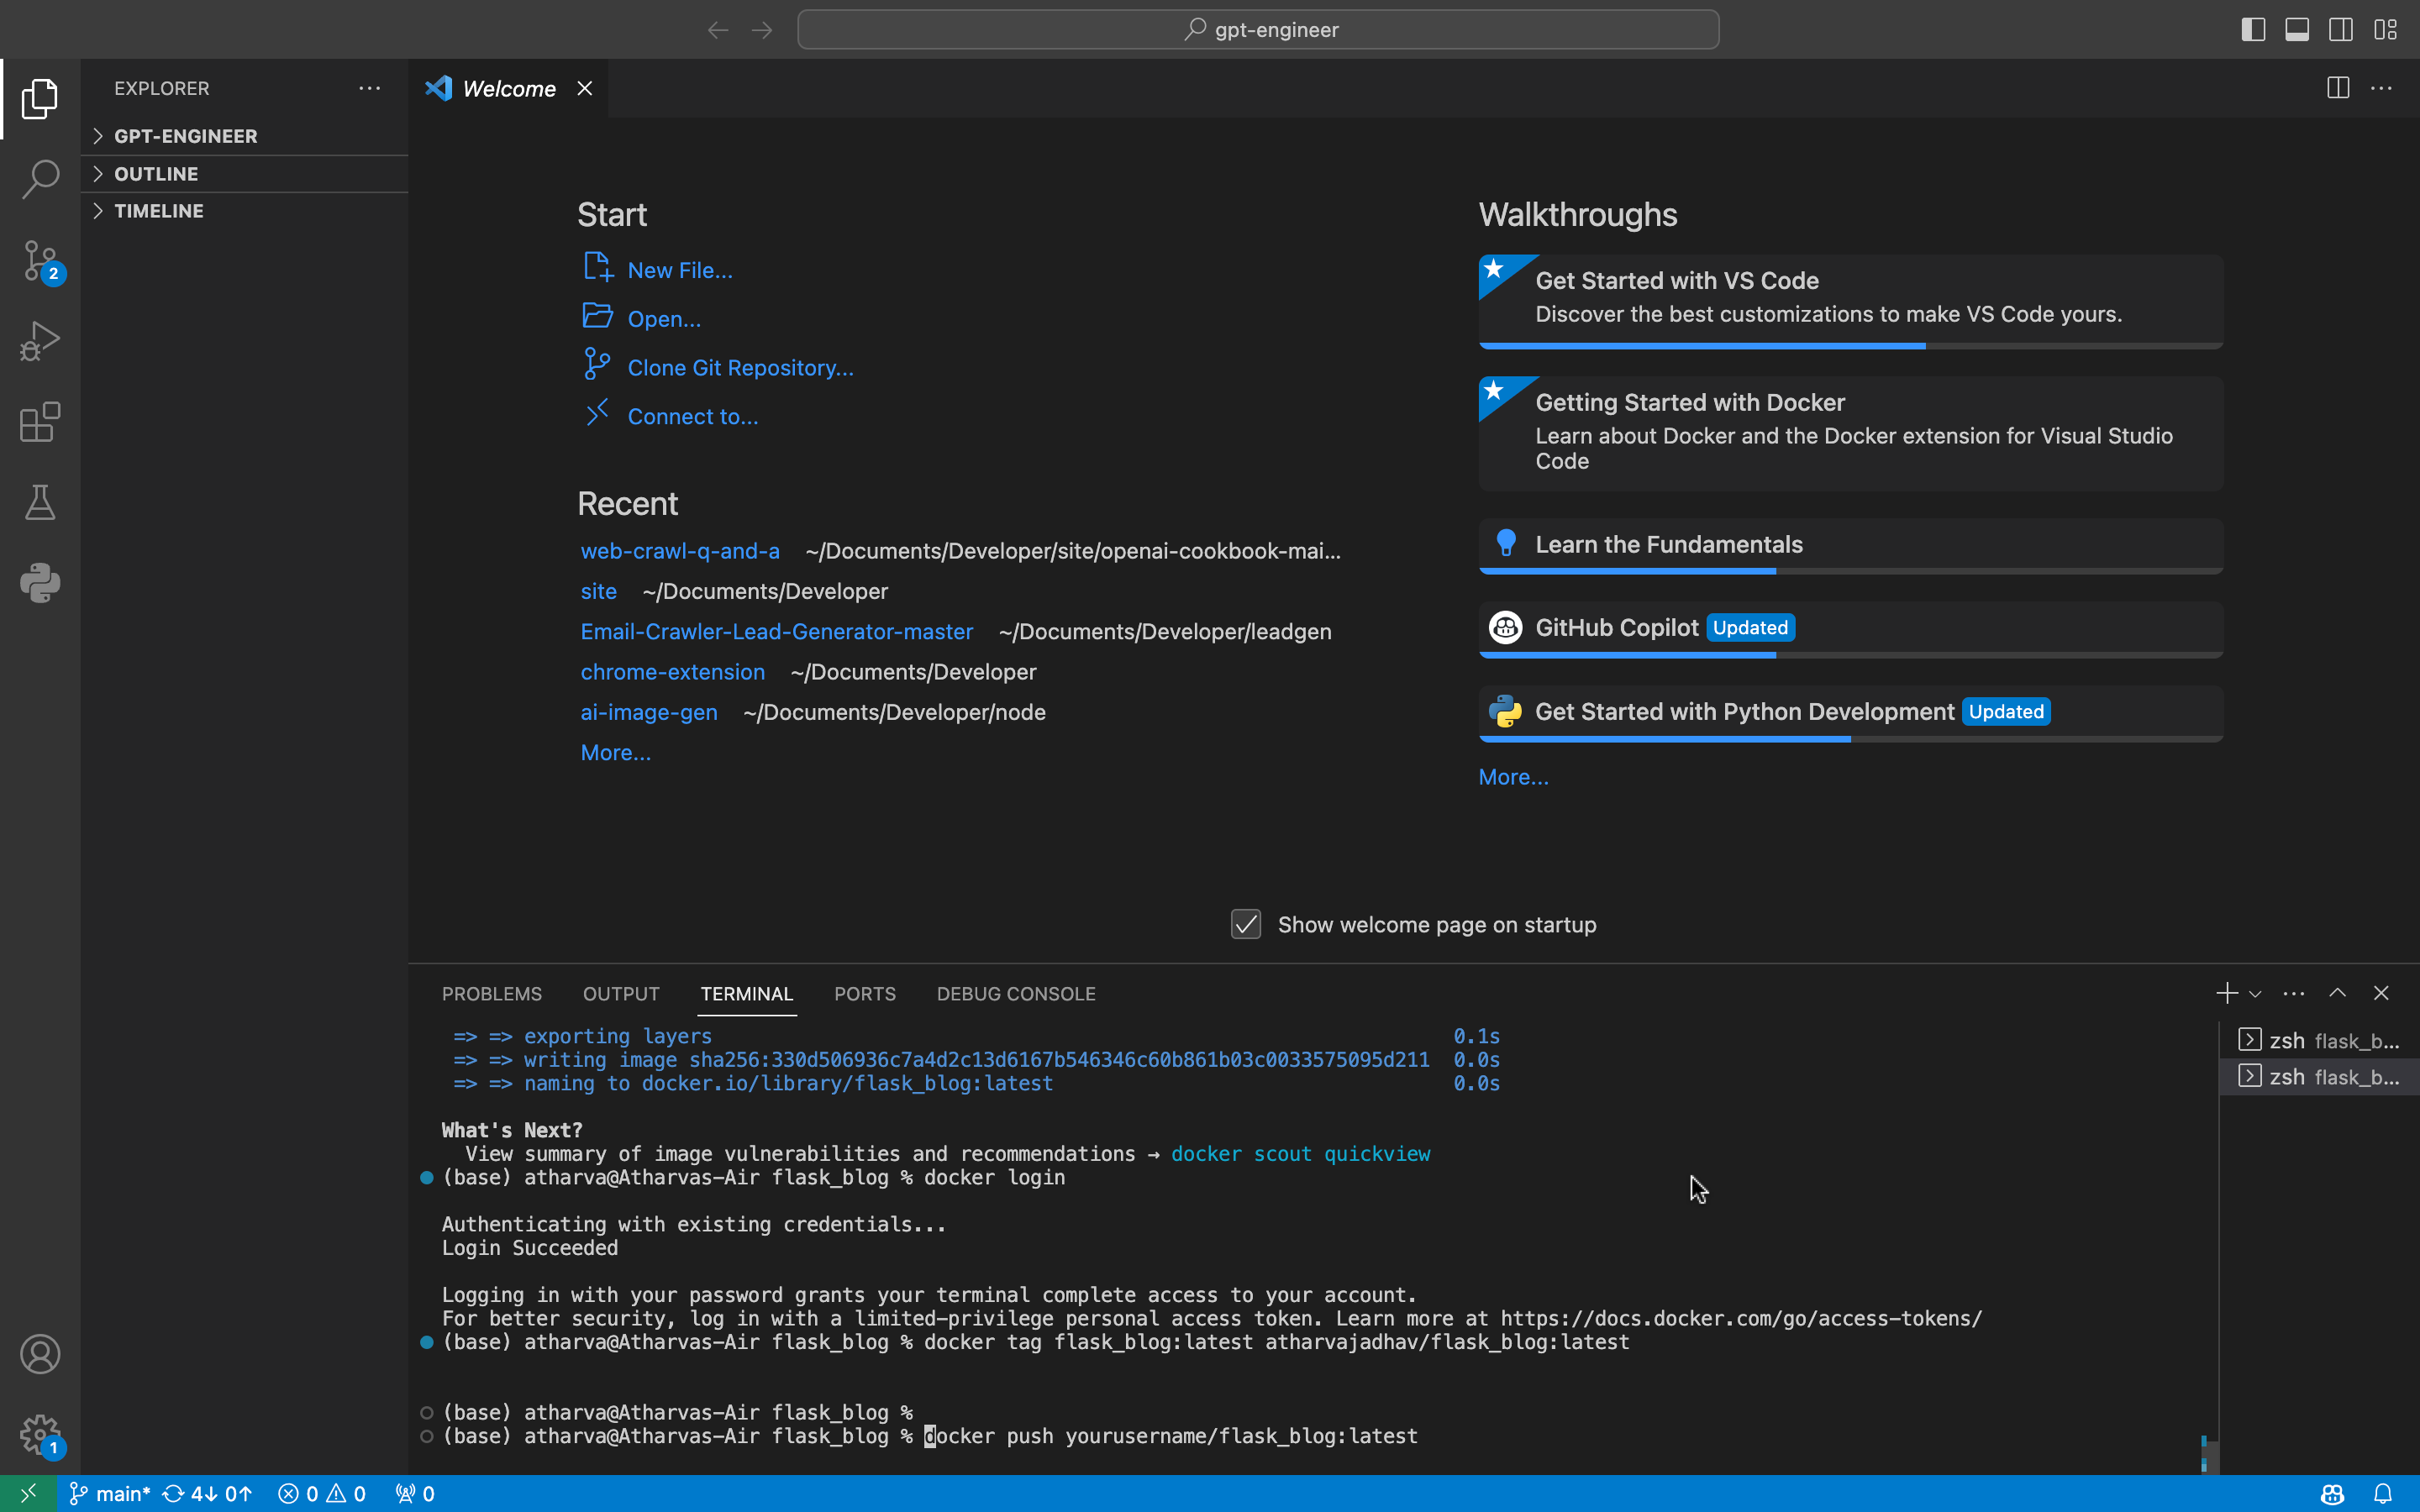 gpt-engineer
EXPLORER
GPT-ENGINEER
OUTLINE
TIMELINE
2
1
Welcome
Start
New File...
Open...
Clone Git Repository...
Connect to...
Recent
web-crawl-q-and-a ~/Documents/Developer/site/openai-cookbook-mai...
site ~/Documents/Developer
Email-Crawler-Lead-Generator-master ~/Documents/Developer/leadgen
chrome-extension ~/Documents/Developer
ai-image-gen ~/Documents/Developer/node
More...
Walkthroughs
Get Started with VS Code
Discover the best customizations to make VS Code yours.
Getting Started with Docker
Learn about Docker and the Docker extension for Visual Studio
Code
Learn the Fundamentals
GitHub Copilot Updated
Get Started with Python Development Updated
More...
Show welcome page on startup
PROBLEMS OUTPUT TERMINAL PORTS DEBUG CONSOLE
=> => exporting layers 0.1s
=> => writing image sha256:330d506936c7a4d2c13d6167b546346c60b861b03c0033575095d211 0.0s
=> => naming to docker.io/library/flask_blog:latest 0.0s
What's Next?
View summary of image vulnerabilities and recommendations → docker scout quickview
(base) atharva@Atharvas-Air flask_blog % docker login
Authenticating with existing credentials...
Login Succeeded
Logging in with your password grants your terminal complete access to your account.
For better security, log in with a limited-privilege personal access token. Learn more at https://docs.docker.com/go/access-tokens/
(base) atharva@Atharvas-Air flask_blog % docker tag flask_blog:latest atharvajadhav/flask_blog:latest
(base) atharva@Atharvas-Air flask_blog %
(base) atharva@Atharvas-Air flask_blog % docker push yourusername/flask_blog:latest
zsh flask_b...
zsh flask_b...
main* 4↓ 0↑ 0 0 0